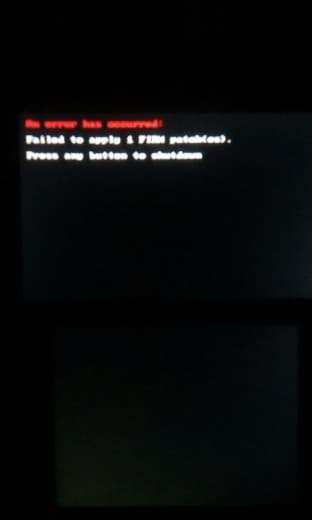 An error has occurred:
Failed to apply 1 FIRM patch(es).
Press any button to shutdown